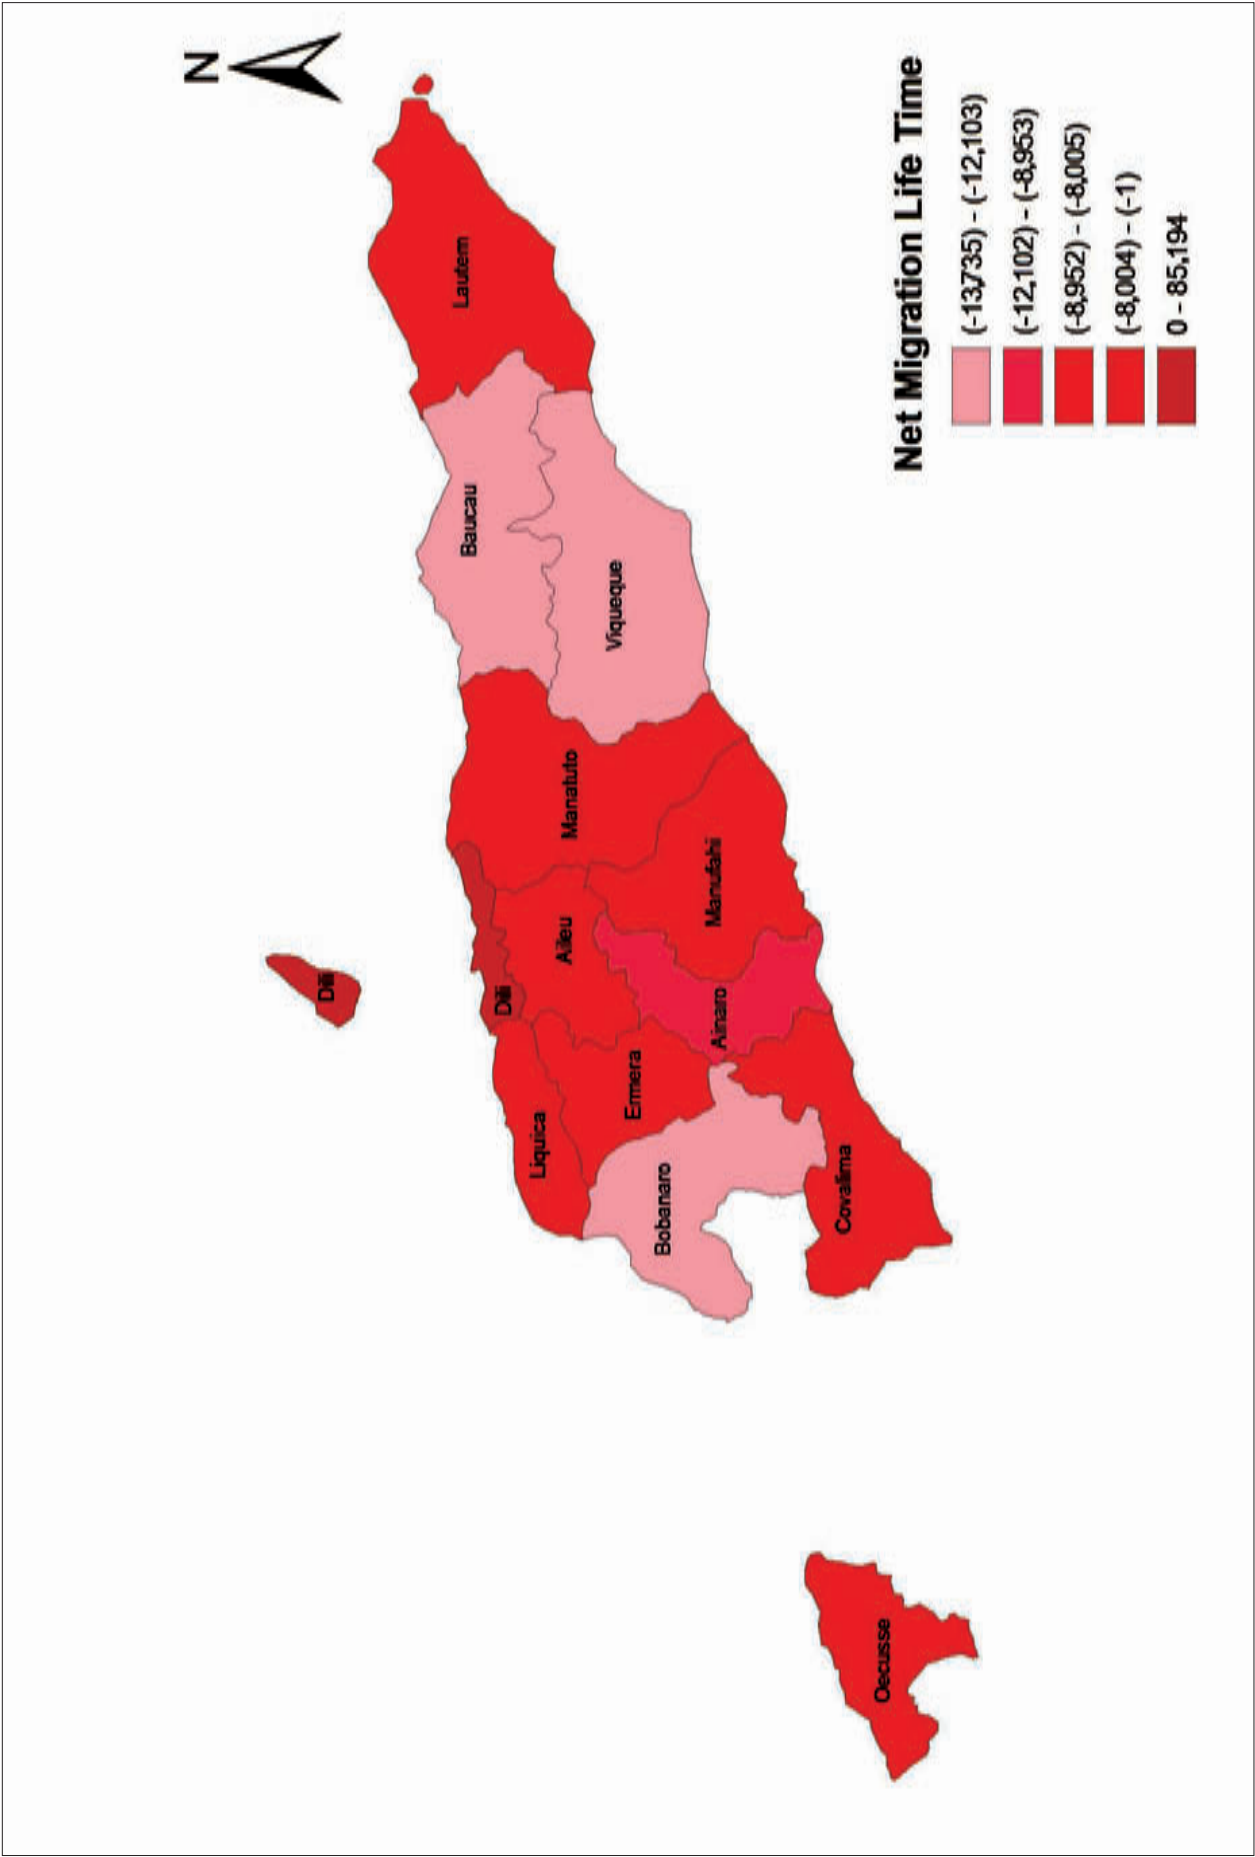 N
Lautem
Baucau
Viqueque
Manatuto
Manufahi
Dili
Dili
Aileu
Ainaro
Ermera
Liquica
Bobanaro
Covalima
Oecusse
Net Migration Life Time
(-13,735) - (-12,103)
(-12,102) - (-8,953)
(-8,952) - (-8,005)
(-8,004) - (-1)
0 - 85,194